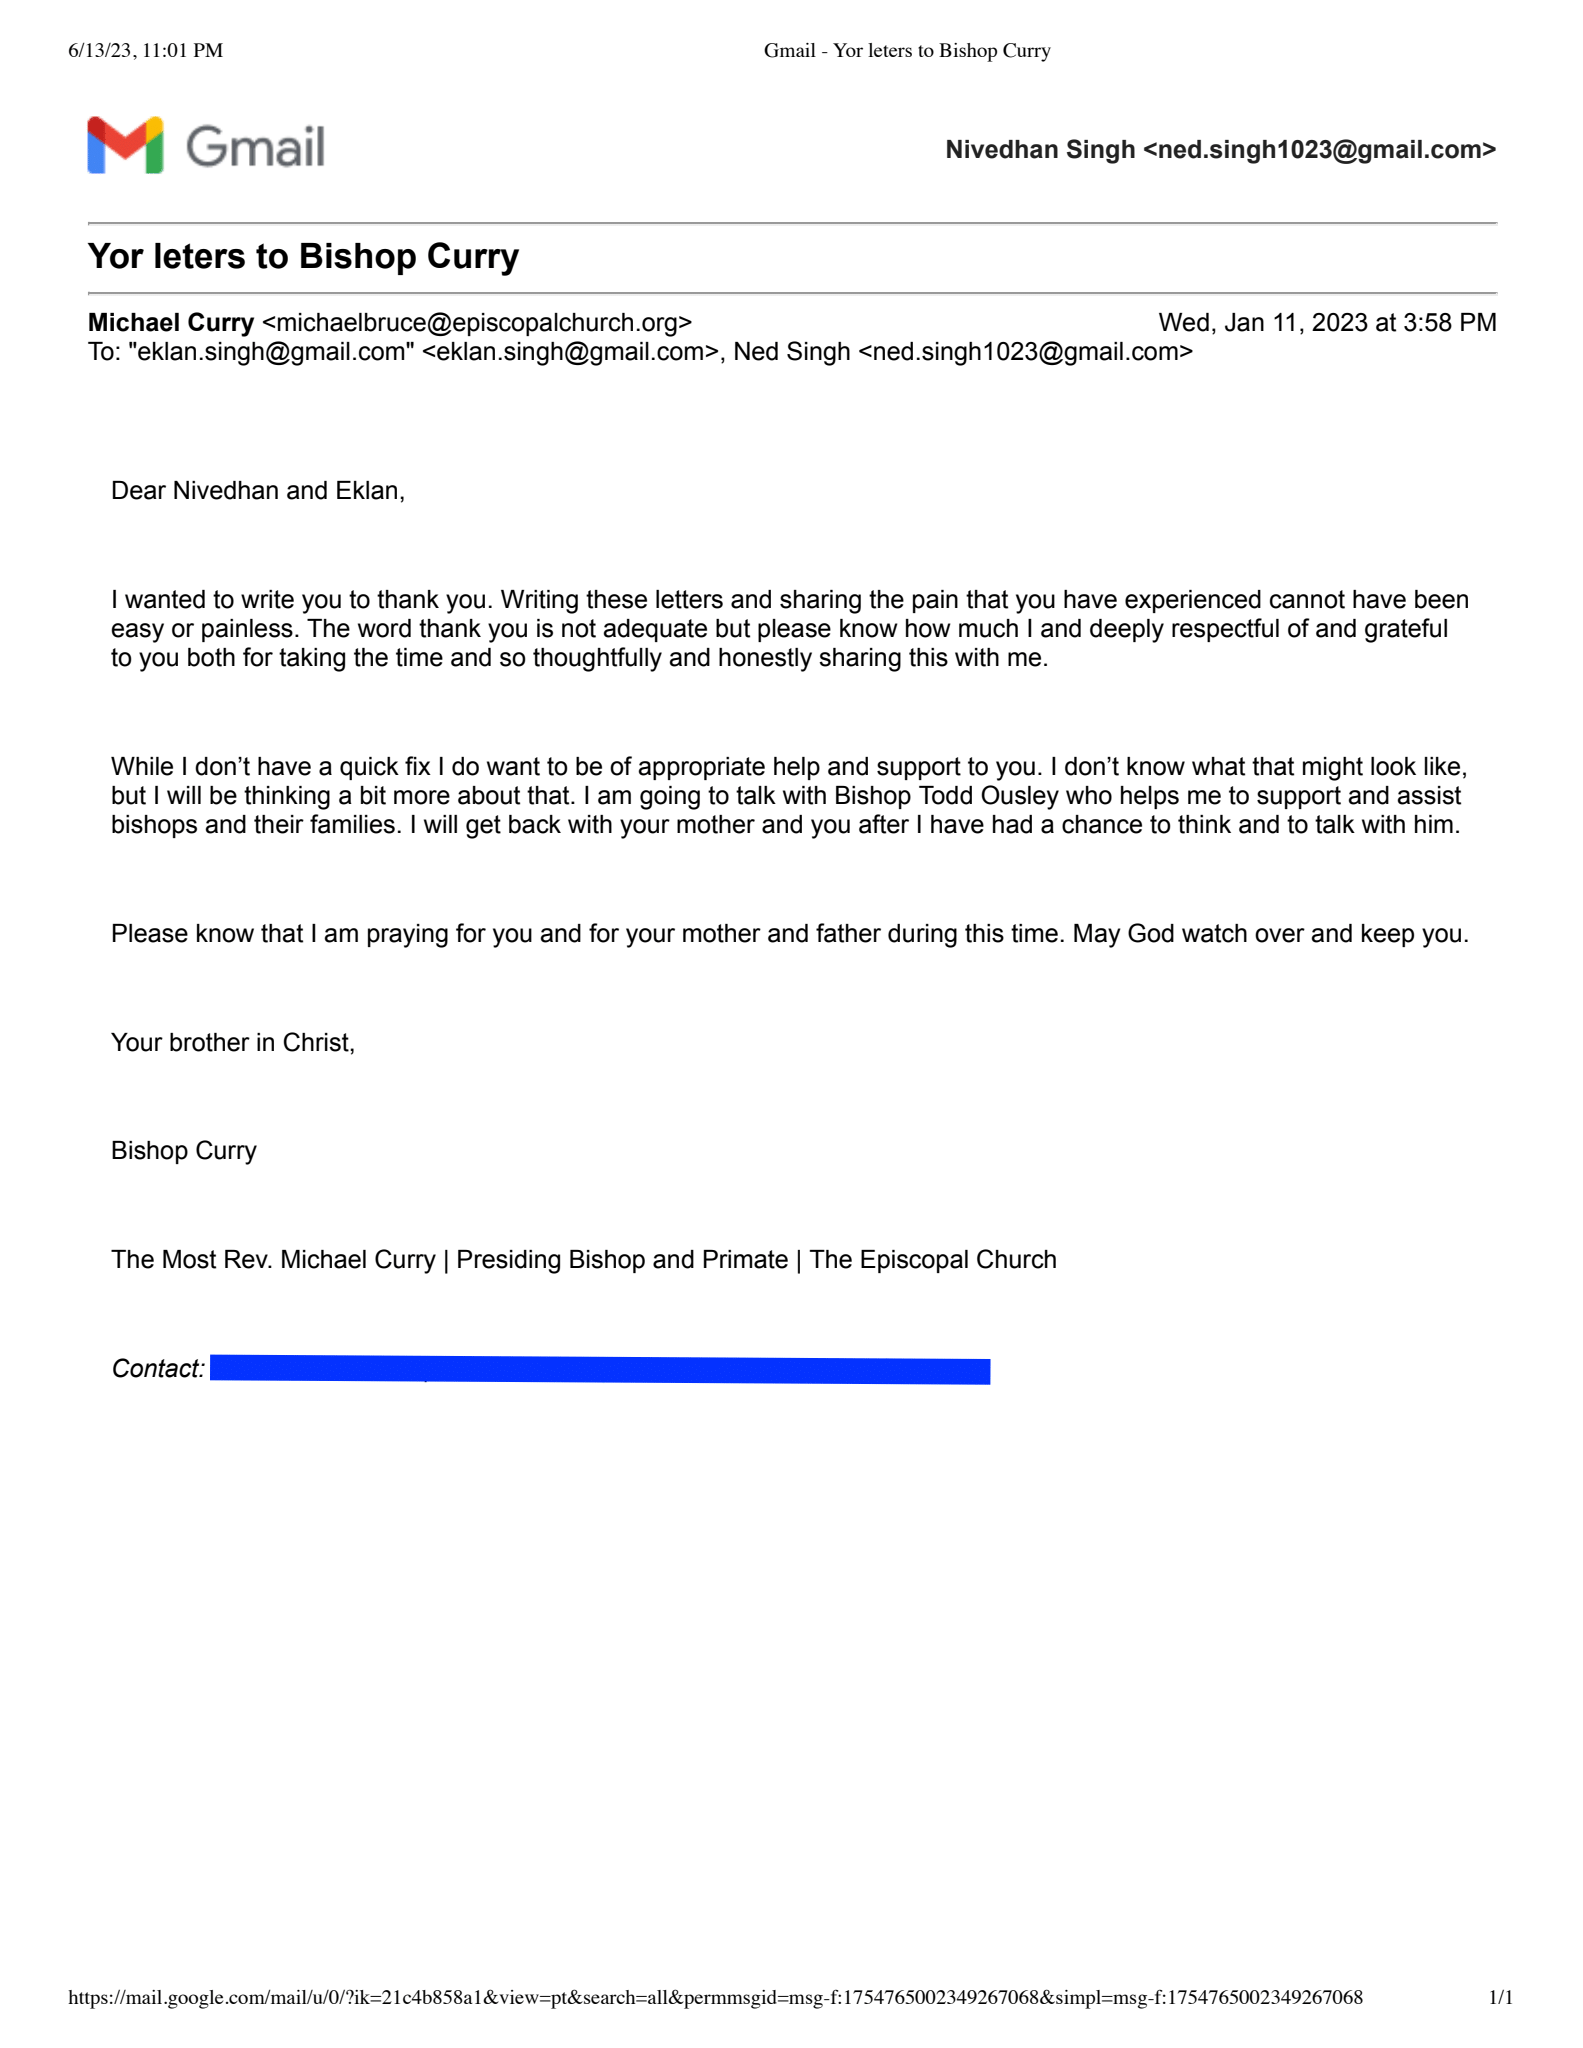 6/13/23, 11:01 PM
Gmail - Yor leters to Bishop Curry
Gmail
Nivedhan Singh <ned.singh1023@gmail.com>
Yor leters to Bishop Curry
Michael Curry <michaelbruce@episcopalchurch.org>
Wed, Jan 11, 2023 at 3:58 PM
To: "eklan.singh@gmail.com" <eklan.singh@gmail.com>, Ned Singh <ned.singh1023@gmail.com>
Dear Nivedhan and Eklan,
I wanted to write you to thank you. Writing these letters and sharing the pain that you have experienced cannot have been
easy or painless. The word thank you is not adequate but please know how much I and deeply respectful of and grateful
to you both for taking the time and so thoughtfully and honestly sharing this with me.
While I don’t have a quick fix I do want to be of appropriate help and support to you. I don’t know what that might look like,
but I will be thinking a bit more about that. I am going to talk with Bishop Todd Ousley who helps me to support and assist
bishops and their families. I will get back with your mother and you after I have had a chance to think and to talk with him.
Please know that I am praying for you and for your mother and father during this time. May God watch over and keep you.
Your brother in Christ,
Bishop Curry
The Most Rev. Michael Curry | Presiding Bishop and Primate | The Episcopal Church
Contact:
https://mail.google.com/mail/u/0/?ik=21c4b858a1&view=pt&search=all&permmsgid=msg-f:1754765002349267068&simpl=msg-f:1754765002349267068
1/1